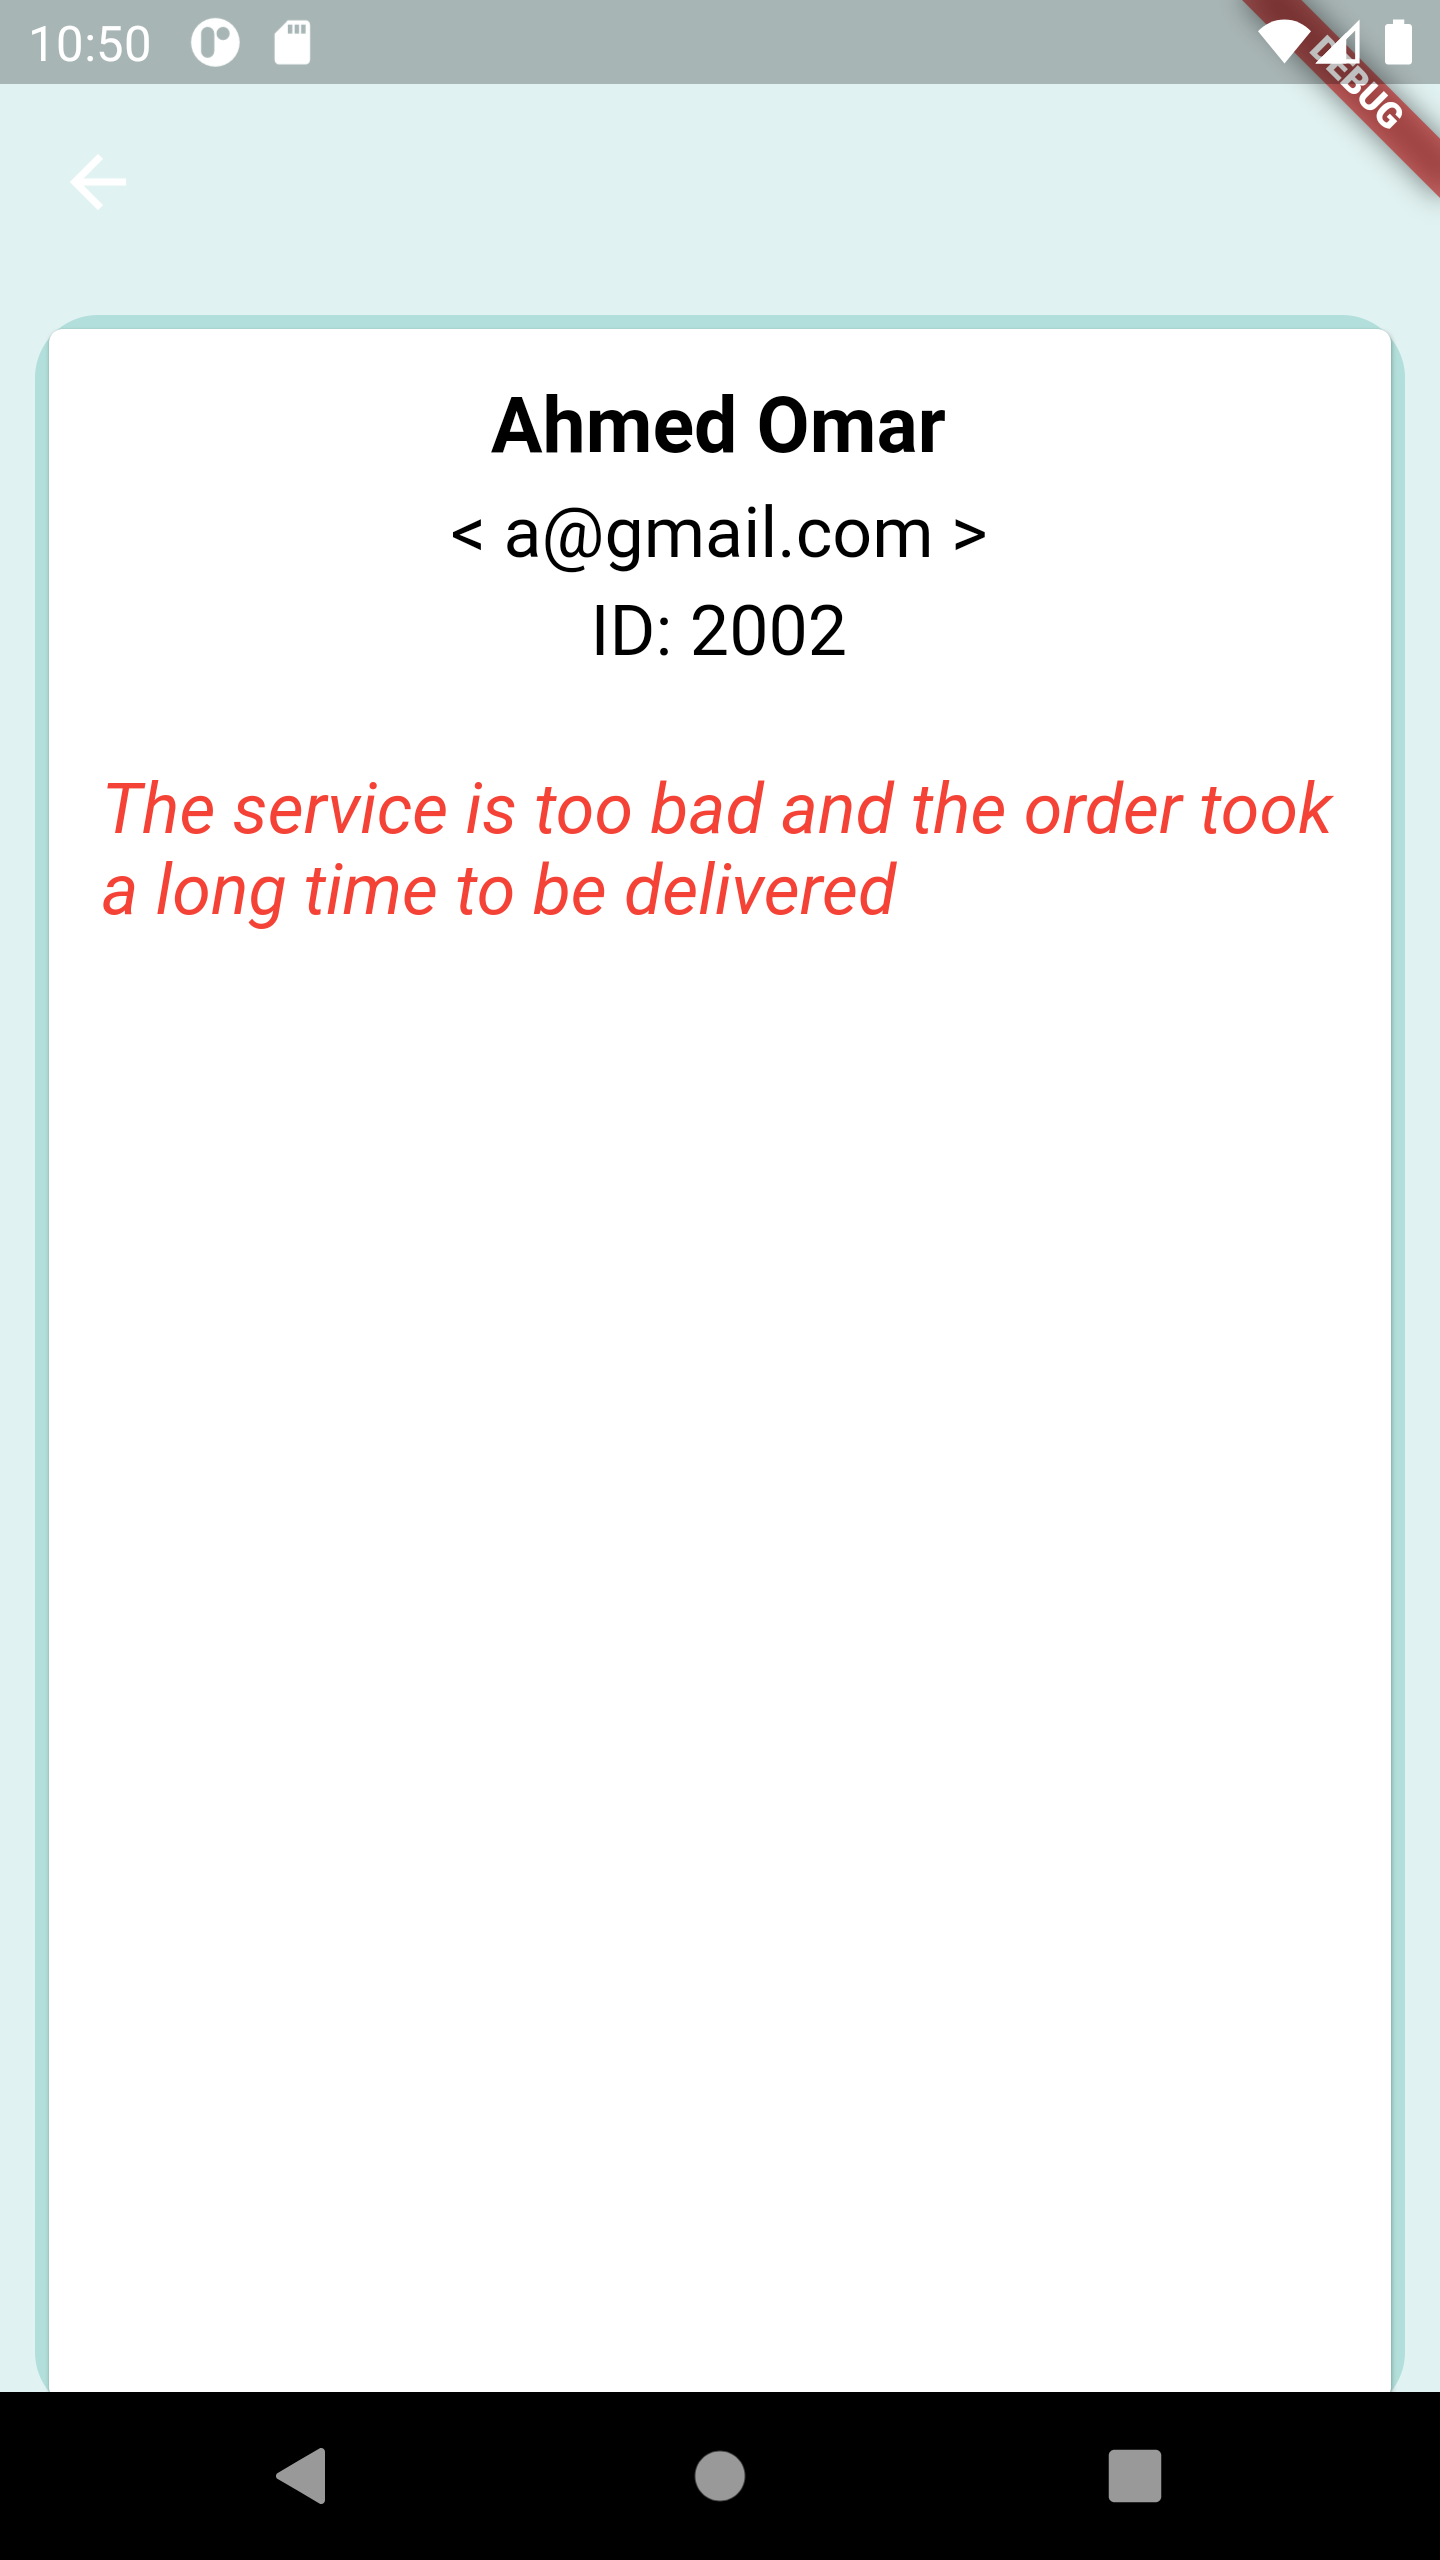 10:50
DEBUG
Ahmed Omar
< a@gmail.com >
ID: 2002
The service is too bad and the order took
a long time to be delivered